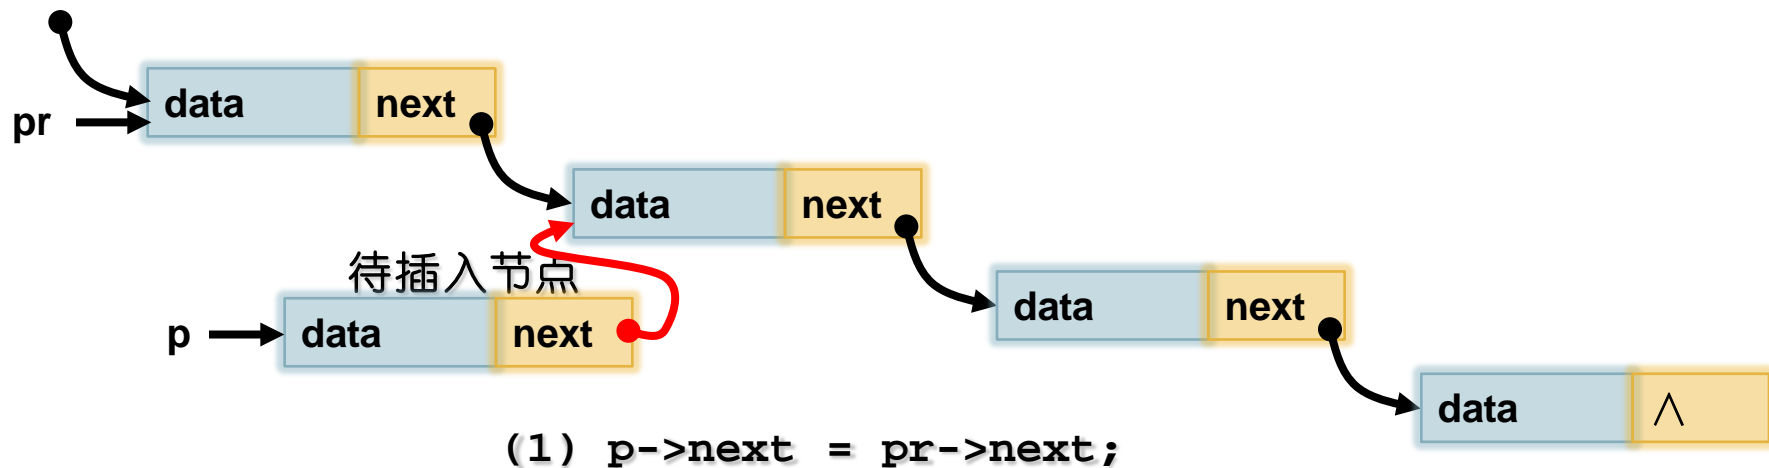 pr data next
data next
待插入节点
p data next
data next
data ∧
(1) p->next = pr->next;